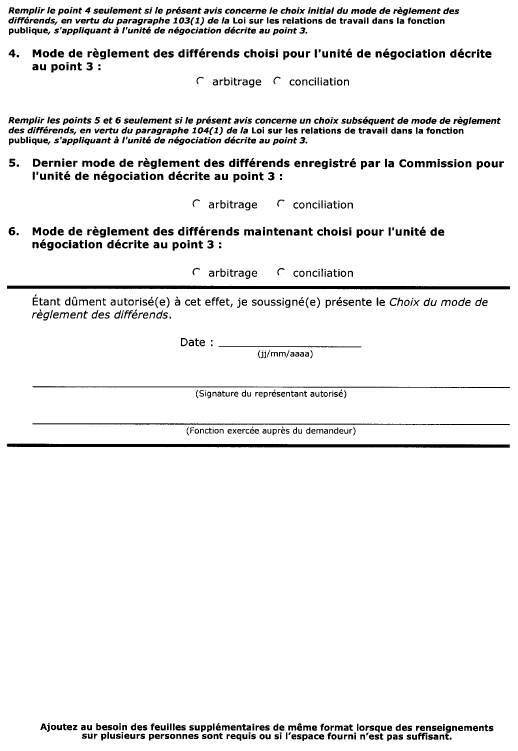 Remplir le point 4 seulement si le présent avis concerne le choix initial du mode de règlement des
différends, en vertu du paragraphe 103(1) de la Loi sur les relations de travail dans la fonction
publique, s'appliquant à l'unité de négociation décrite au point 3.
4. Mode de règlement des différends choisi pour l'unité de négociation décrite
au point 3 :
arbitrage conciliation
Remplir les points 5 et 6 seulement si le présent avis concerne un choix subséquent de mode de règlement
des différends, en vertu du paragraphe 104(1) de la Loi sur les relations de travail dans la fonction
publique, s'appliquant à l'unité de négociation décrite au point 3.
5. Dernier mode de règlement des différends enregistré par la Commission pour
l'unité de négociation décrite au point 3 :
arbitrage conciliation
6. Mode de règlement des différends maintenant choisi pour l'unité de
négociation décrite au point 3 :
arbitrage conciliation
Étant dûment autorisé(e) à cet effet, je soussigné(e) présente le Choix du mode de
règlement des différends.
Date :
(jj/mm/aaaa)
(Signature du représentant autorisé)
(Fonction exercée auprès du demandeur)
Ajoutez au besoin des feuilles supplémentaires de même format lorsque des renseignements
sur plusieurs personnes sont requis ou si l'espace fourni n'est pas suffisant.